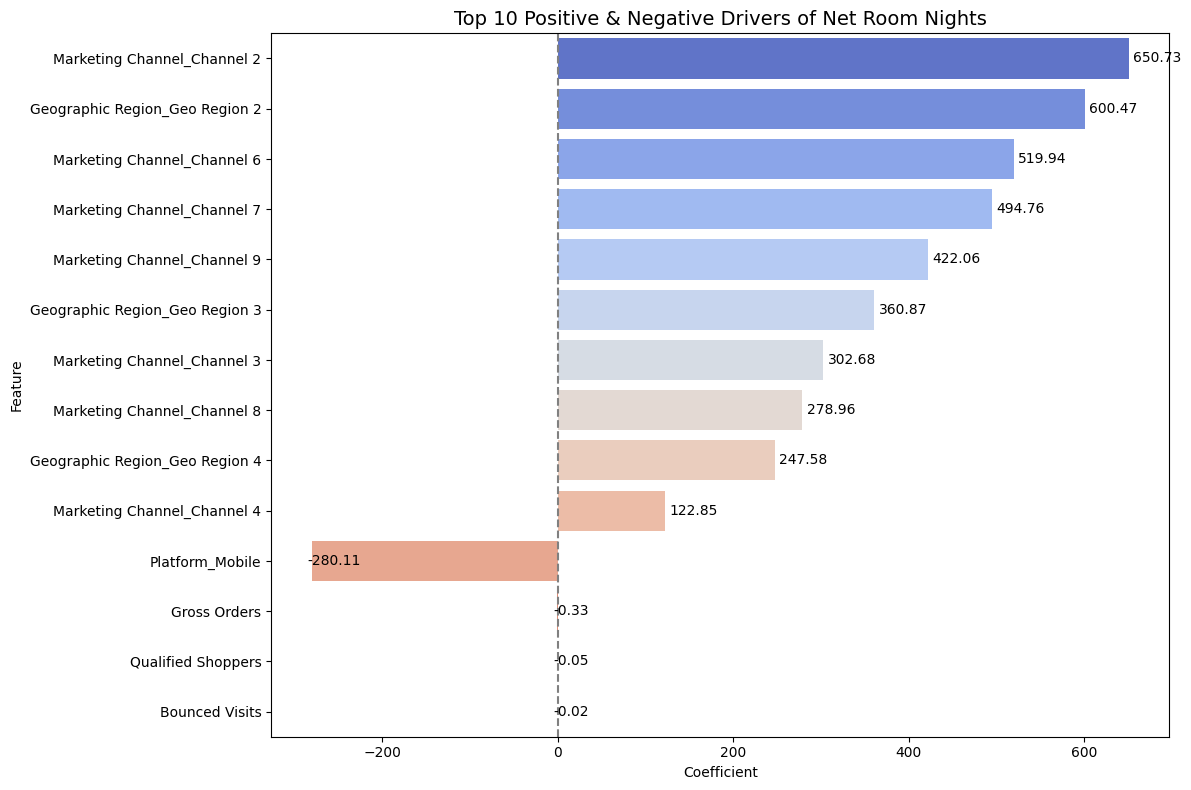 Top 10 Positive & Negative Drivers of Net Room Nights
Feature
Marketing Channel_Channel 2 650.73
Geographic Region_Geo Region 2 600.47
Marketing Channel_Channel 6 519.94
Marketing Channel_Channel 7 494.76
Marketing Channel_Channel 9 422.06
Geographic Region_Geo Region 3 360.87
Marketing Channel_Channel 3 302.68
Marketing Channel_Channel 8 278.96
Geographic Region_Geo Region 4 247.58
Marketing Channel_Channel 4 122.85
Platform_Mobile -280.11
Gross Orders -0.33
Qualified Shoppers -0.05
Bounced Visits -0.02
−200 0 200 400 600
Coefficient